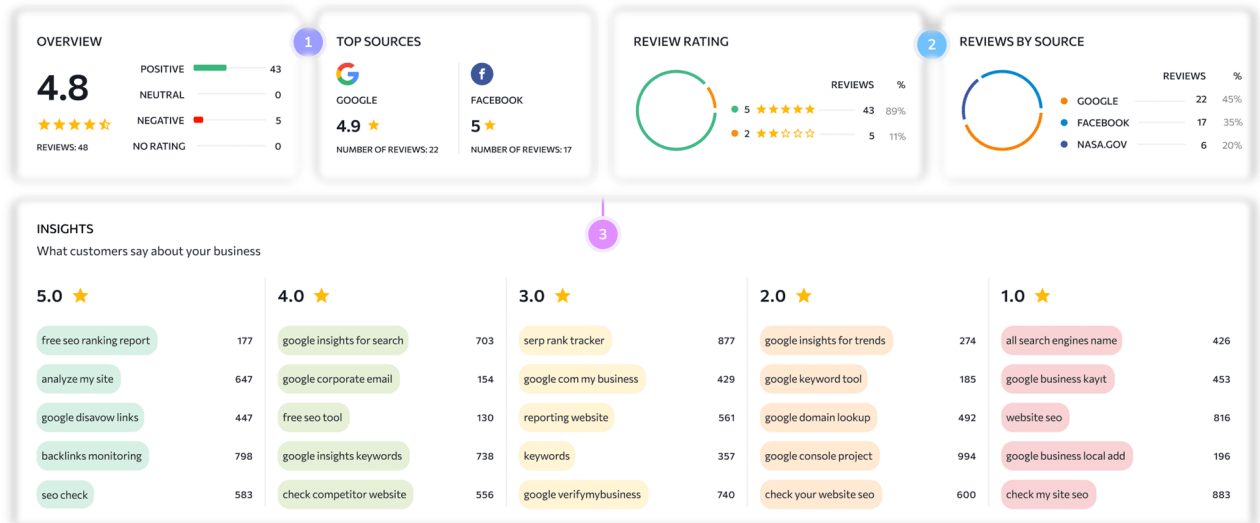 OVERVIEW
4.8
REVIEWS: 48
POSITIVE 43
NEUTRAL 0
NEGATIVE 5
NO RATING 0
1
TOP SOURCES
GOOGLE
4.9
NUMBER OF REVIEWS: 22
FACEBOOK
5
NUMBER OF REVIEWS: 17
REVIEW RATING
REVIEWS %
5 43 89%
2 5 11%
2
REVIEWS BY SOURCE
REVIEWS %
GOOGLE 22 45%
FACEBOOK 17 35%
NASA.GOV 6 20%
3
INSIGHTS
What customers say about your business
5.0
free seo ranking report 177
analyze my site 647
google disavow links 447
backlinks monitoring 798
seo check 583
4.0
google insights for search 703
google corporate email 154
free seo tool 130
google insights keywords 738
check competitor website 556
3.0
serp rank tracker 877
google com my business 429
reporting website 561
keywords 357
google verifymybusiness 740
2.0
google insights for trends 274
google keyword tool 185
google domain lookup 492
google console project 994
check your website seo 600
1.0
all search engines name 426
google business kayıt 453
website seo 816
google business local add 196
check my site seo 883